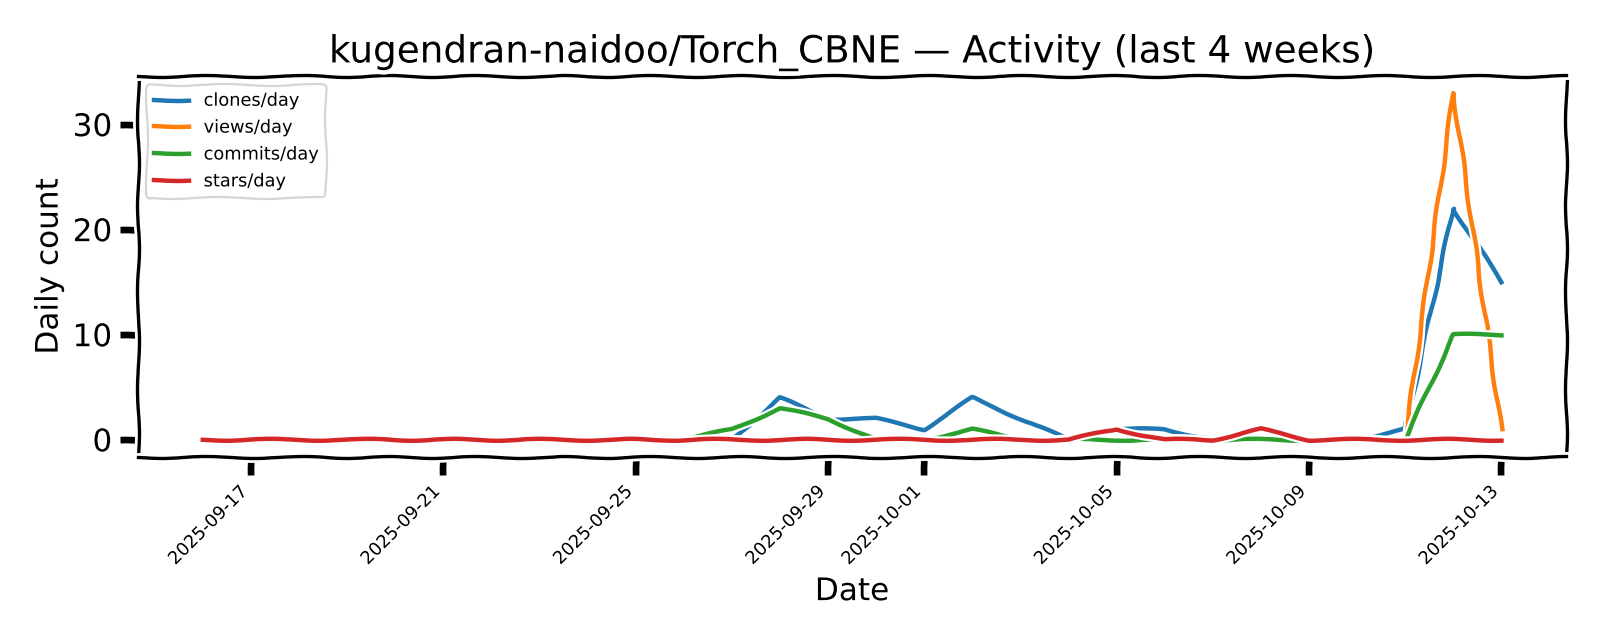 kugendran-naidoo/Torch_CBNE — Activity (last 4 weeks)
clones/day
views/day
commits/day
stars/day
Daily count
30
20
10
0
2025-09-17
2025-09-21
2025-09-25
2025-09-29
2025-10-01
2025-10-05
2025-10-09
2025-10-13
Date